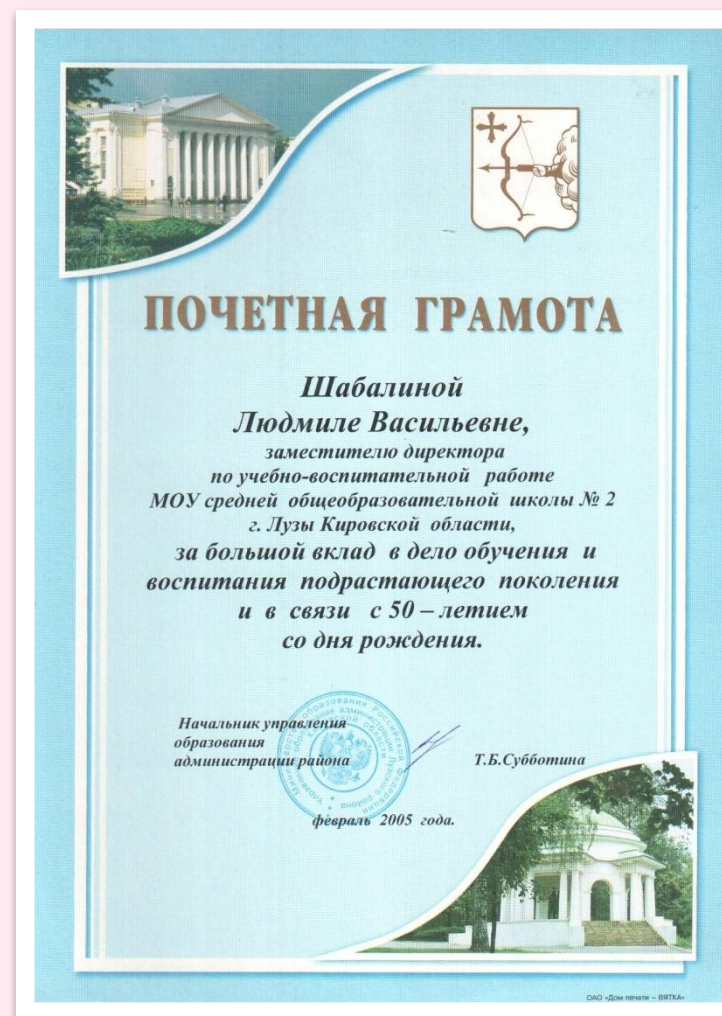 ПОЧЕТНАЯ ГРАМОТА
Шабалиной
Людмиле Васильевне,
заместителю директора
по учебно-воспитательной работе
МОУ средней общеобразовательной школы № 2
г. Лузы Кировской области,
за большой вклад в дело обучения и
воспитания подрастающего поколения
и в связи с 50 – летием
со дня рождения.
Начальник управления
образования
администрации района
Т.Б.Субботина
февраль 2005 года.
ОАО «Дом печати – ВЯТКА»